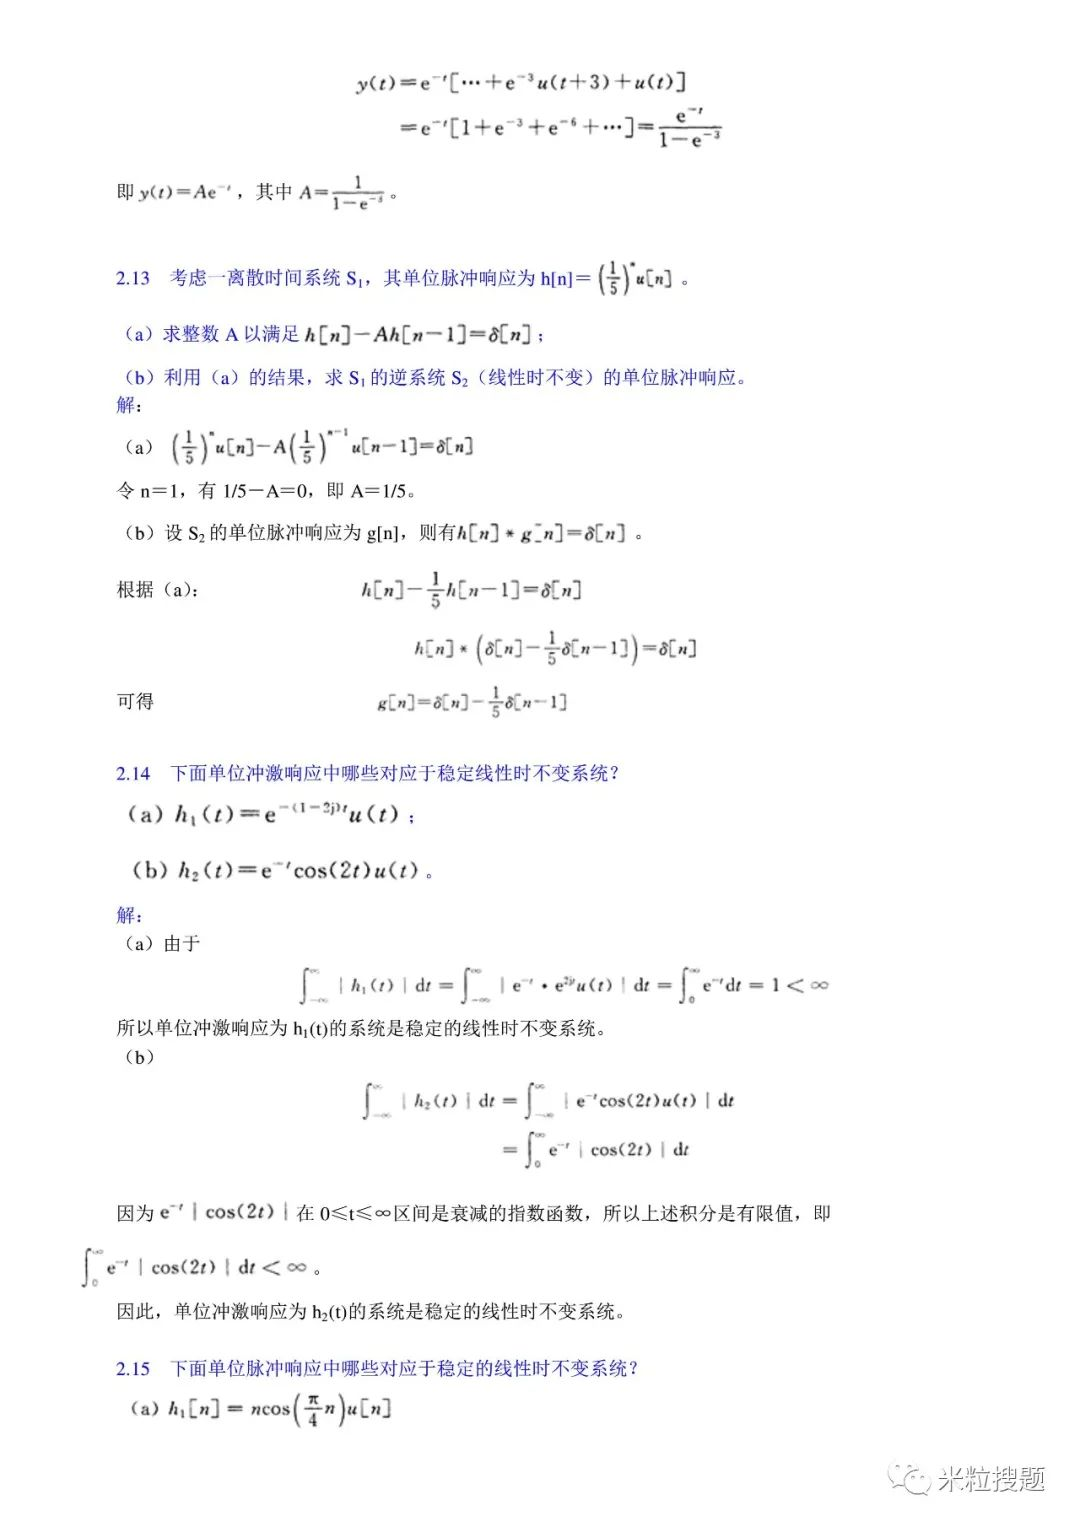 y(t)=e⁻ᵗ[⋯+e⁻³u(t+3)+u(t)]
=e⁻ᵗ[1+e⁻³+e⁻⁶+⋯]=e⁻ᵗ/(1-e⁻³)
即 y(t)=Ae⁻ᵗ，其中 A=1/(1-e⁻³)。
2.13 考虑一离散时间系统 S₁，其单位脉冲响应为 h[n]=(1/5)ⁿu[n]。
（a）求整数 A 以满足 h[n]-Ah[n-1]=δ[n]；
（b）利用（a）的结果，求 S₁ 的逆系统 S₂（线性时不变）的单位脉冲响应。
解：
（a）(1/5)ⁿu[n]-A(1/5)ⁿ⁻¹u[n-1]=δ[n]
令 n＝1，有 1/5－A＝0，即 A＝1/5。
（b）设 S₂ 的单位脉冲响应为 g[n]，则有 h[n]*g[n]=δ[n]。
根据（a）： h[n]-1/5h[n-1]=δ[n]
h[n]*(δ[n]-1/5δ[n-1])=δ[n]
可得 g[n]=δ[n]-1/5δ[n-1]
2.14 下面单位冲激响应中哪些对应于稳定线性时不变系统？
（a）h₁(t)=e^{-(1-2j)t}u(t)；
（b）h₂(t)=e⁻ᵗcos(2t)u(t)。
解：
（a）由于
∫_{-∞}^{∞}|h₁(t)|dt=∫_{-∞}^{∞}|e⁻ᵗ·e^{2jt}u(t)|dt=∫_0^{∞}e⁻ᵗdt=1<∞
所以单位冲激响应为 h₁(t)的系统是稳定的线性时不变系统。
（b）
∫_{-∞}^{∞}|h₂(t)|dt=∫_{-∞}^{∞}|e⁻ᵗcos(2t)u(t)|dt
=∫_0^{∞}e⁻ᵗ|cos(2t)|dt
因为 e⁻ᵗ|cos(2t)|在 0≤t≤∞区间是衰减的指数函数，所以上述积分是有限值，即
∫_0^{∞}e⁻ᵗ|cos(2t)|dt<∞。
因此，单位冲激响应为 h₂(t)的系统是稳定的线性时不变系统。
2.15 下面单位脉冲响应中哪些对应于稳定的线性时不变系统？
（a）h₁[n]=ncos(π/4n)u[n]
米粒搜题